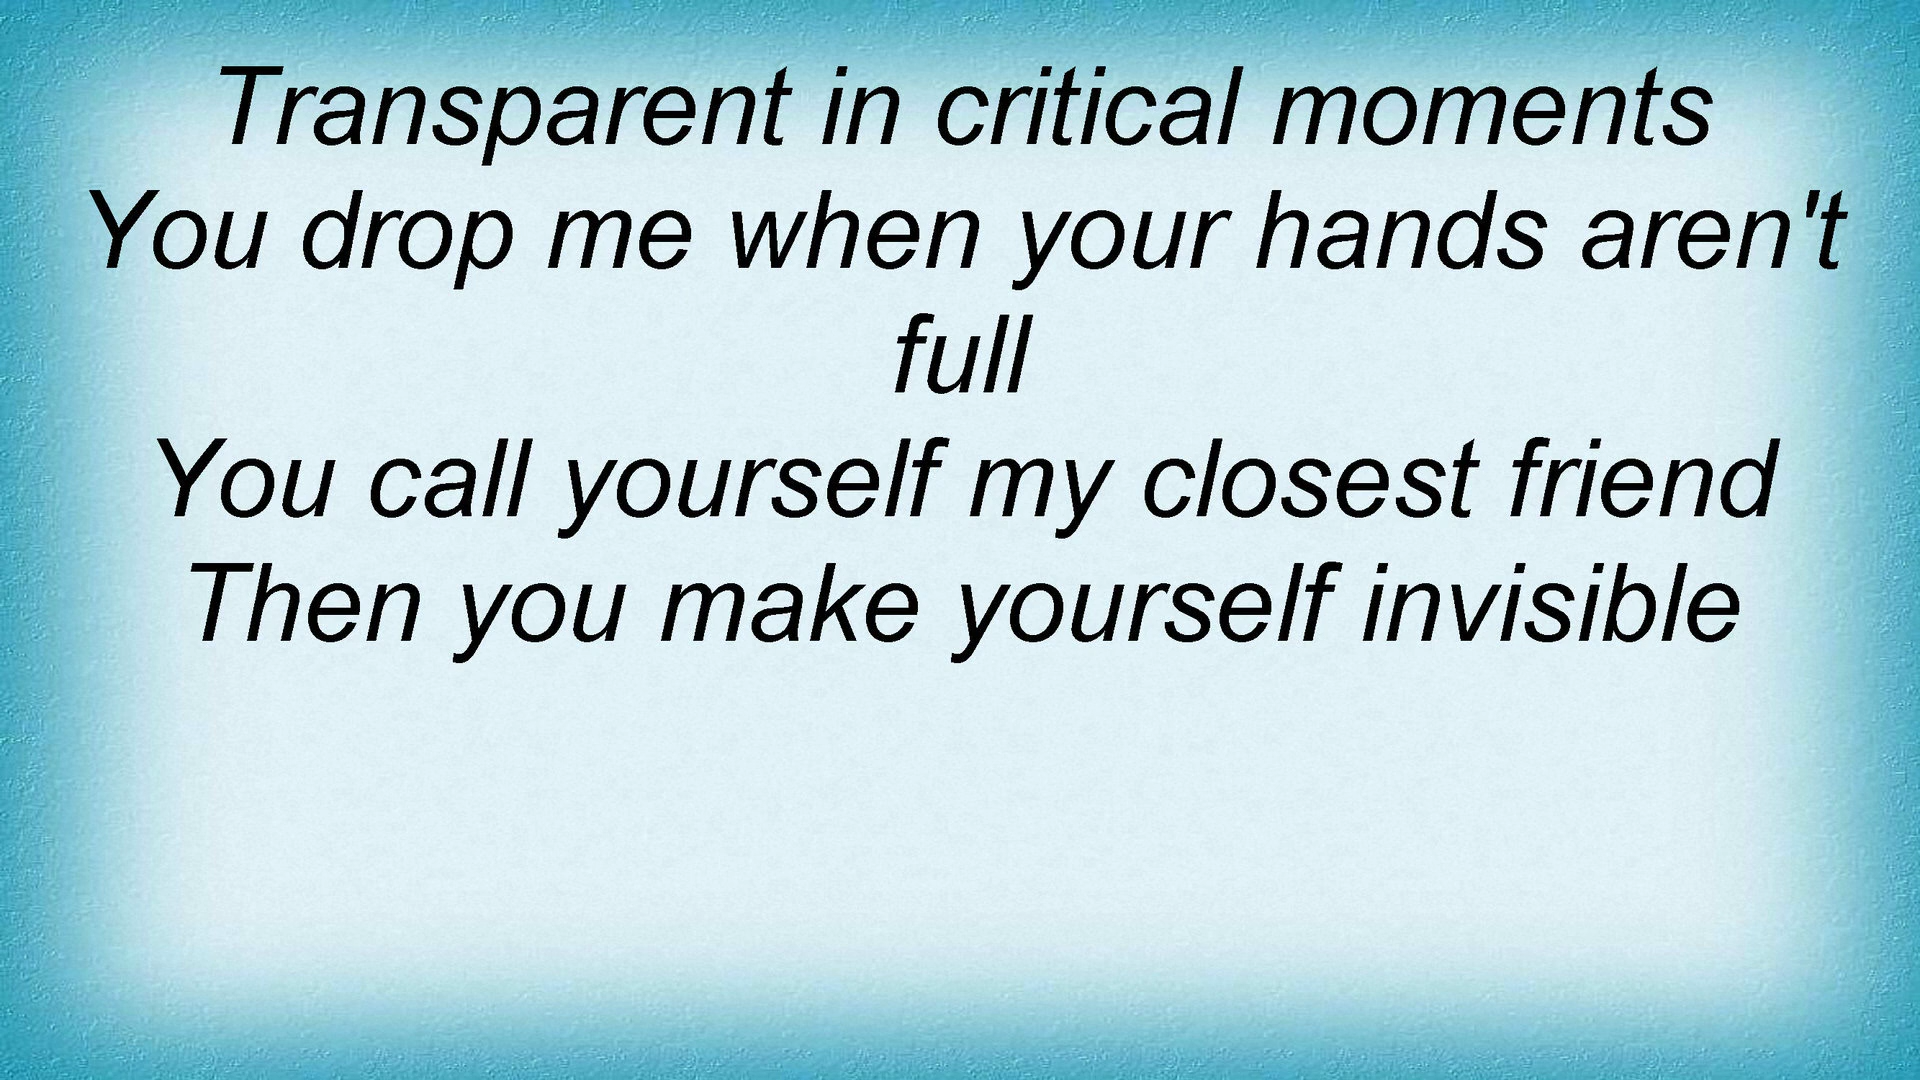 Transparent in critical moments
You drop me when your hands aren't
full
You call yourself my closest friend
Then you make yourself invisible